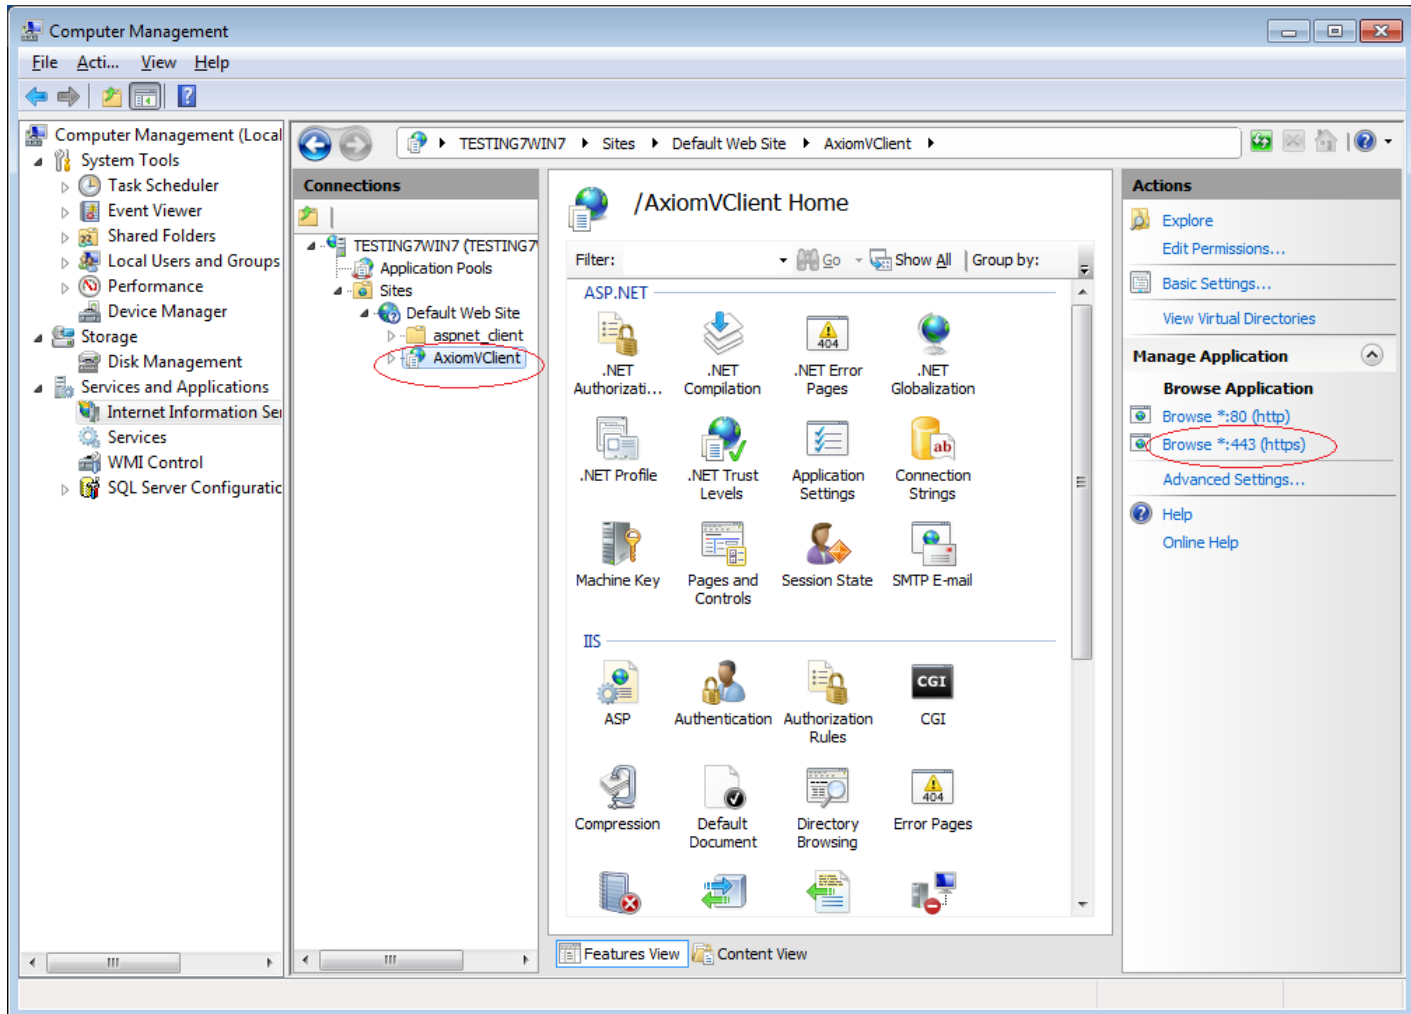 Computer Management
File Acti... View Help
Computer Management (Local
System Tools
Task Scheduler
Event Viewer
Shared Folders
Local Users and Groups
Performance
Device Manager
Storage
Disk Management
Services and Applications
Internet Information Ser
Services
WMI Control
SQL Server Configuratic
TESTING7WIN7 Sites Default Web Site AxiomVClient
Connections
TESTING7WIN7 (TESTING7
Application Pools
Sites
Default Web Site
aspnet_client
AxiomVClient
/AxiomVClient Home
Filter: Go Show All Group by:
ASP.NET
.NET Authorizati...
.NET Compilation
.NET Error Pages
.NET Globalization
.NET Profile
.NET Trust Levels
Application Settings
Connection Strings
Machine Key
Pages and Controls
Session State
SMTP E-mail
IIS
ASP
Authentication
Authorization Rules
CGI
CGI
Compression
Default Document
Directory Browsing
Error Pages
Features View Content View
Actions
Explore
Edit Permissions...
Basic Settings...
View Virtual Directories
Manage Application
Browse Application
Browse *:80 (http)
Browse *:443 (https)
Advanced Settings...
Help
Online Help